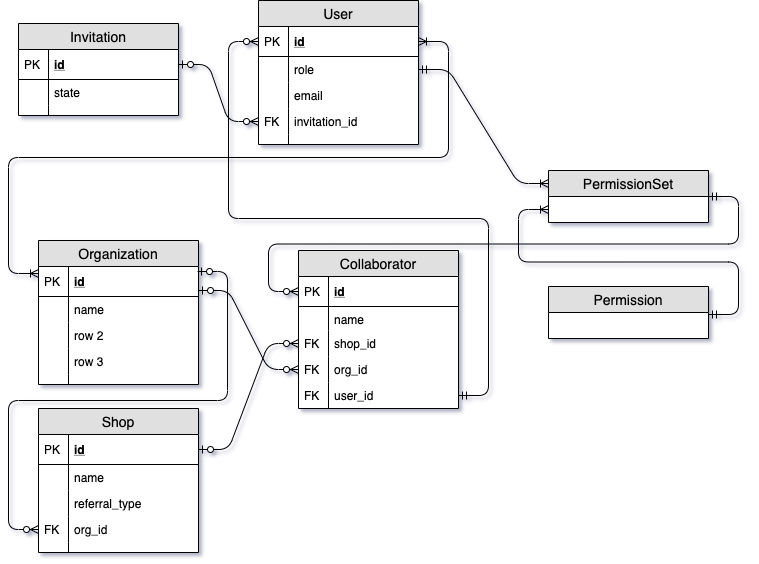 User
PK id
role
email
FK invitation_id
Invitation
PK id
state
PermissionSet
Organization
PK id
name
row 2
row 3
Collaborator
PK id
name
FK shop_id
FK org_id
FK user_id
Permission
Shop
PK id
name
referral_type
FK org_id